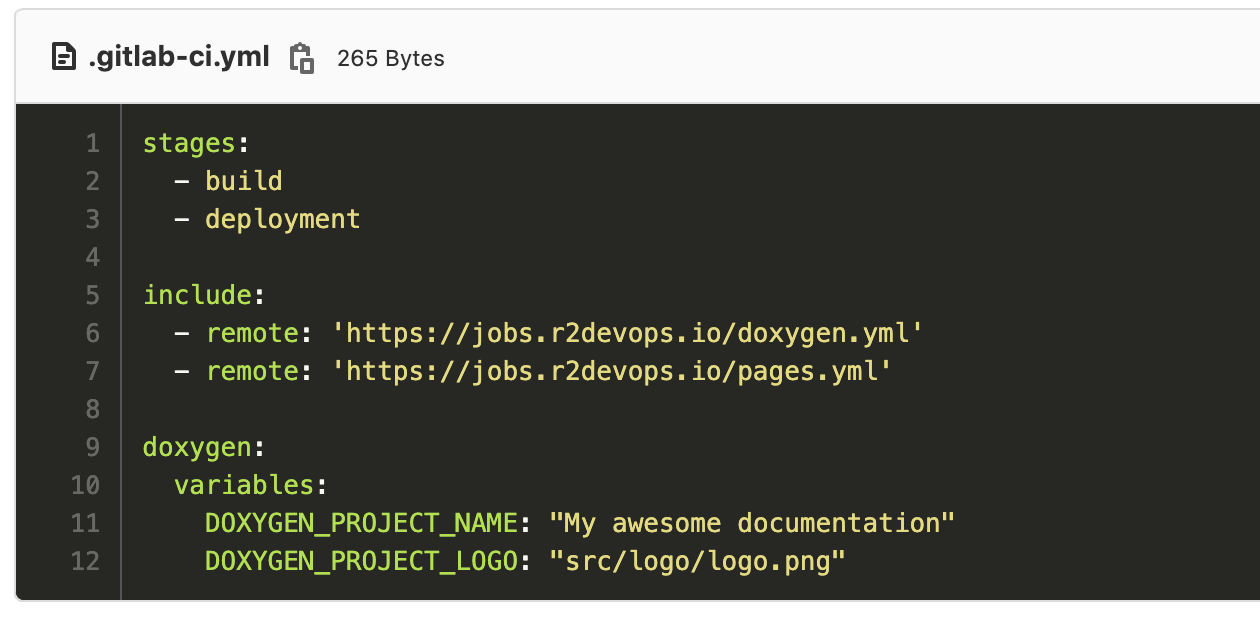 .gitlab-ci.yml 265 Bytes
1 stages:
2   - build
3   - deployment
4
5 include:
6   - remote: 'https://jobs.r2devops.io/doxygen.yml'
7   - remote: 'https://jobs.r2devops.io/pages.yml'
8
9 doxygen:
10   variables:
11     DOXYGEN_PROJECT_NAME: "My awesome documentation"
12     DOXYGEN_PROJECT_LOGO: "src/logo/logo.png"